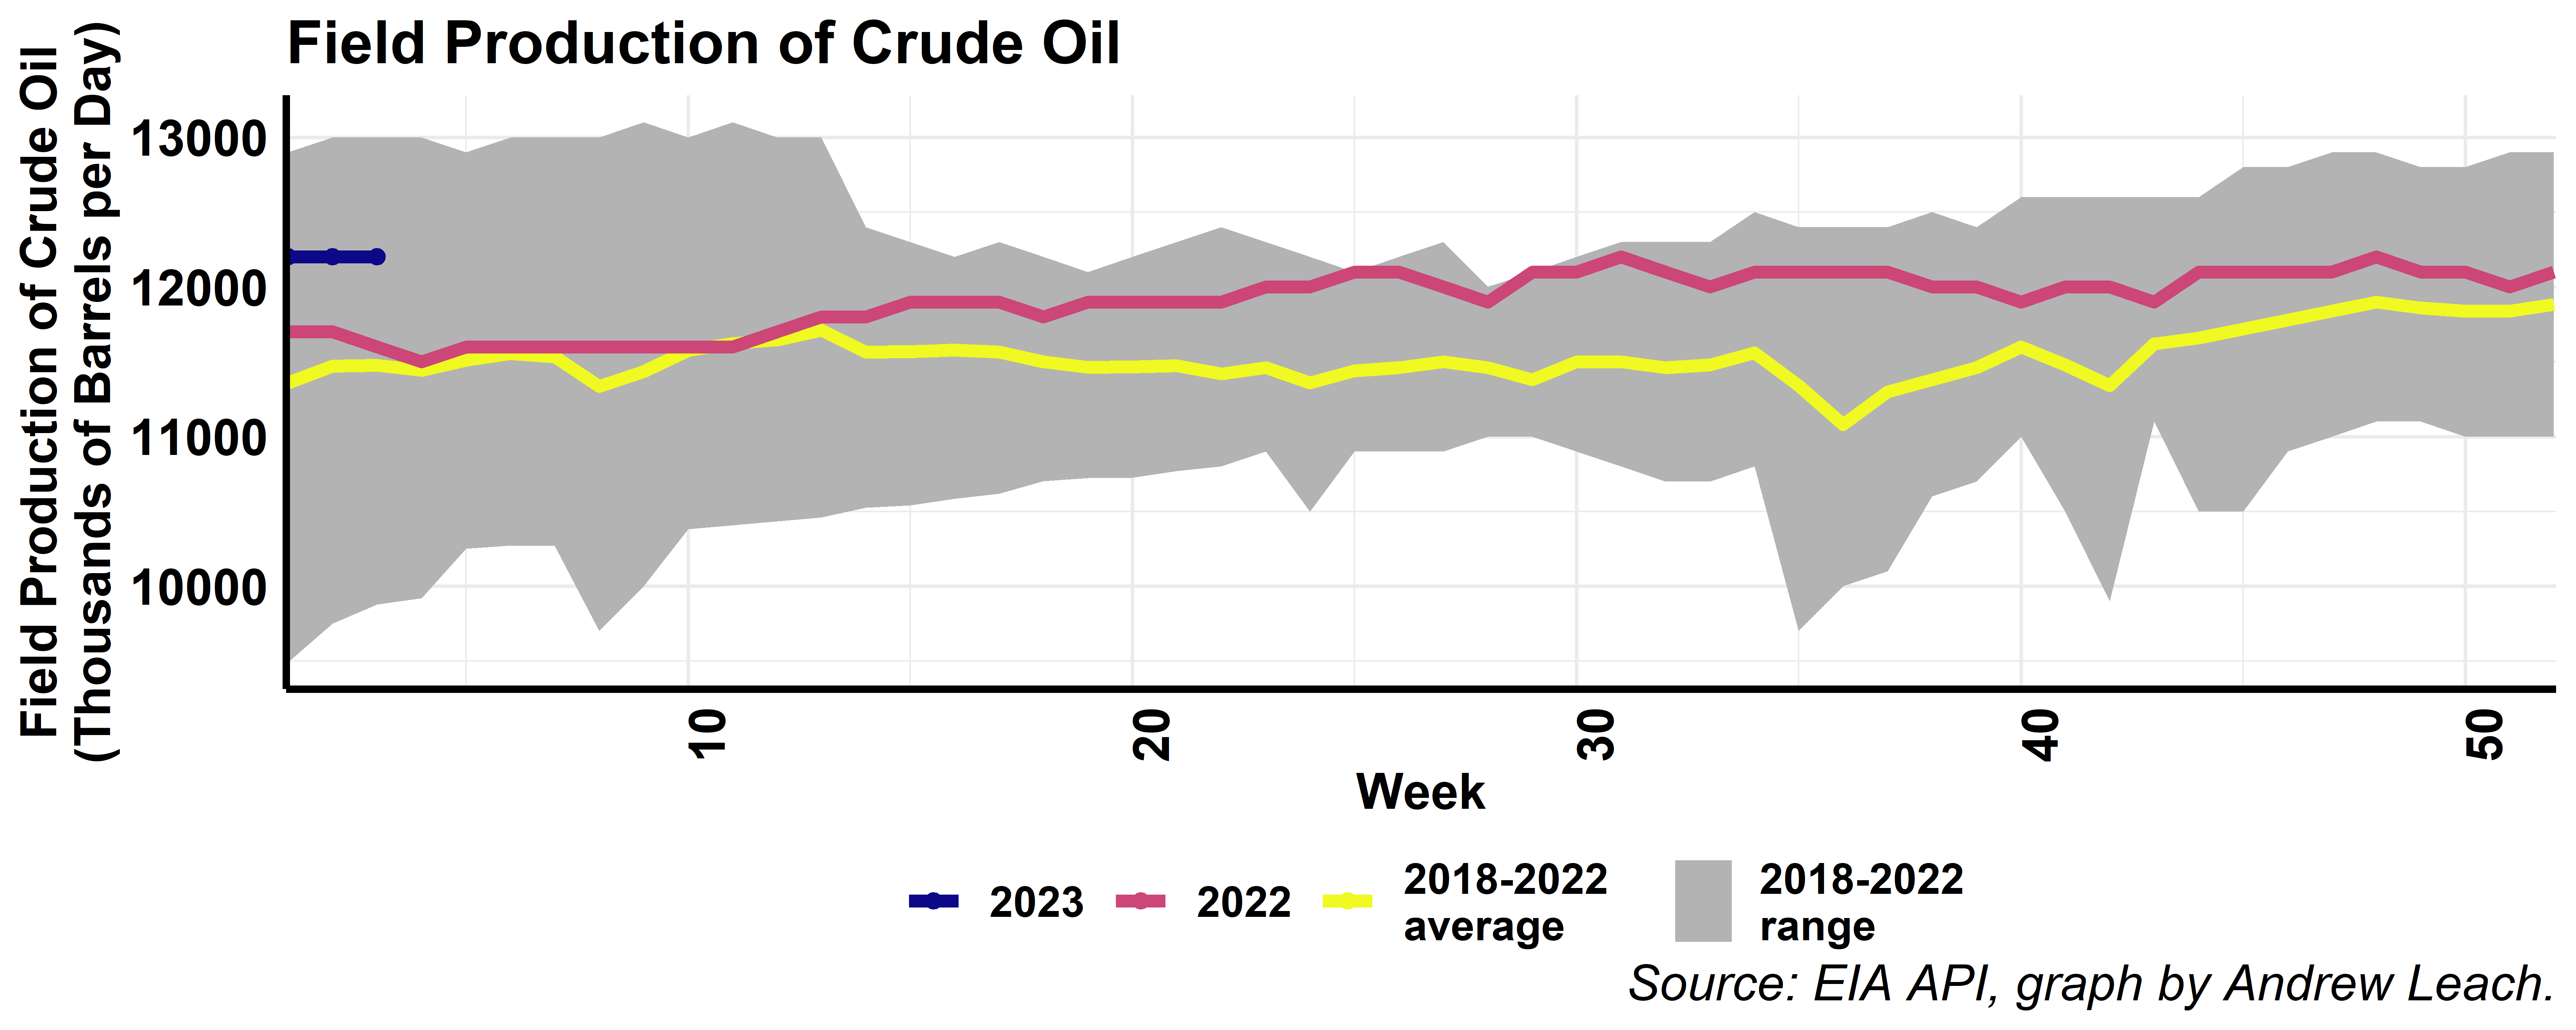 Field Production of Crude Oil
Field Production of Crude Oil
(Thousands of Barrels per Day)
13000
12000
11000
10000
10
20
30
40
50
Week
2023
2022
2018-2022
average
2018-2022
range
Source: EIA API, graph by Andrew Leach.